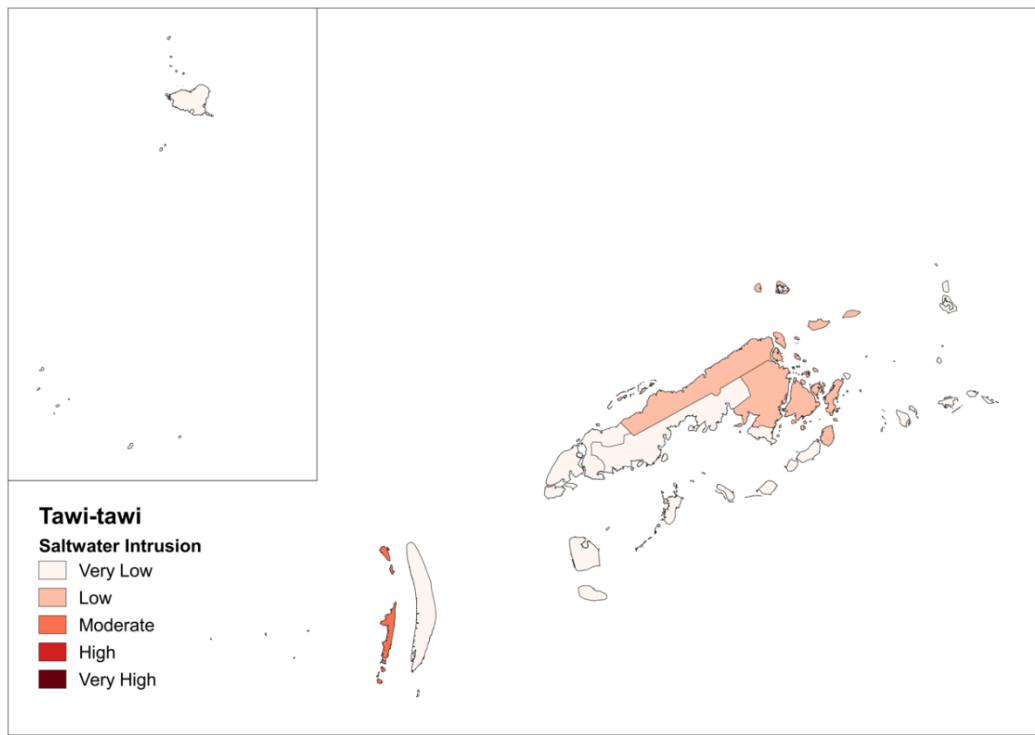 Tawi-tawi
Saltwater Intrusion
Very Low
Low
Moderate
High
Very High